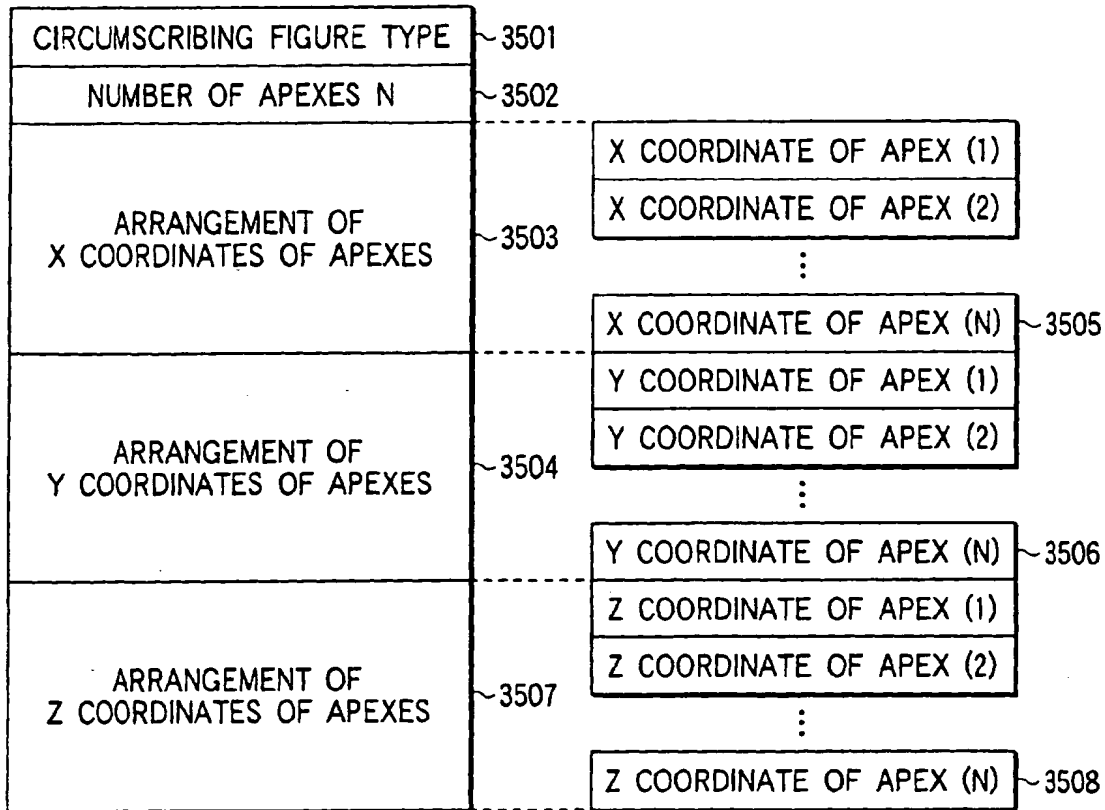 CIRCUMSCRIBING FIGURE TYPE ~3501
NUMBER OF APEXES N ~3502
ARRANGEMENT OF
X COORDINATES OF APEXES ~3503
X COORDINATE OF APEX (1)
X COORDINATE OF APEX (2)
⋮
X COORDINATE OF APEX (N) ~3505
ARRANGEMENT OF
Y COORDINATES OF APEXES ~3504
Y COORDINATE OF APEX (1)
Y COORDINATE OF APEX (2)
⋮
Y COORDINATE OF APEX (N) ~3506
ARRANGEMENT OF
Z COORDINATES OF APEXES ~3507
Z COORDINATE OF APEX (1)
Z COORDINATE OF APEX (2)
⋮
Z COORDINATE OF APEX (N) ~3508